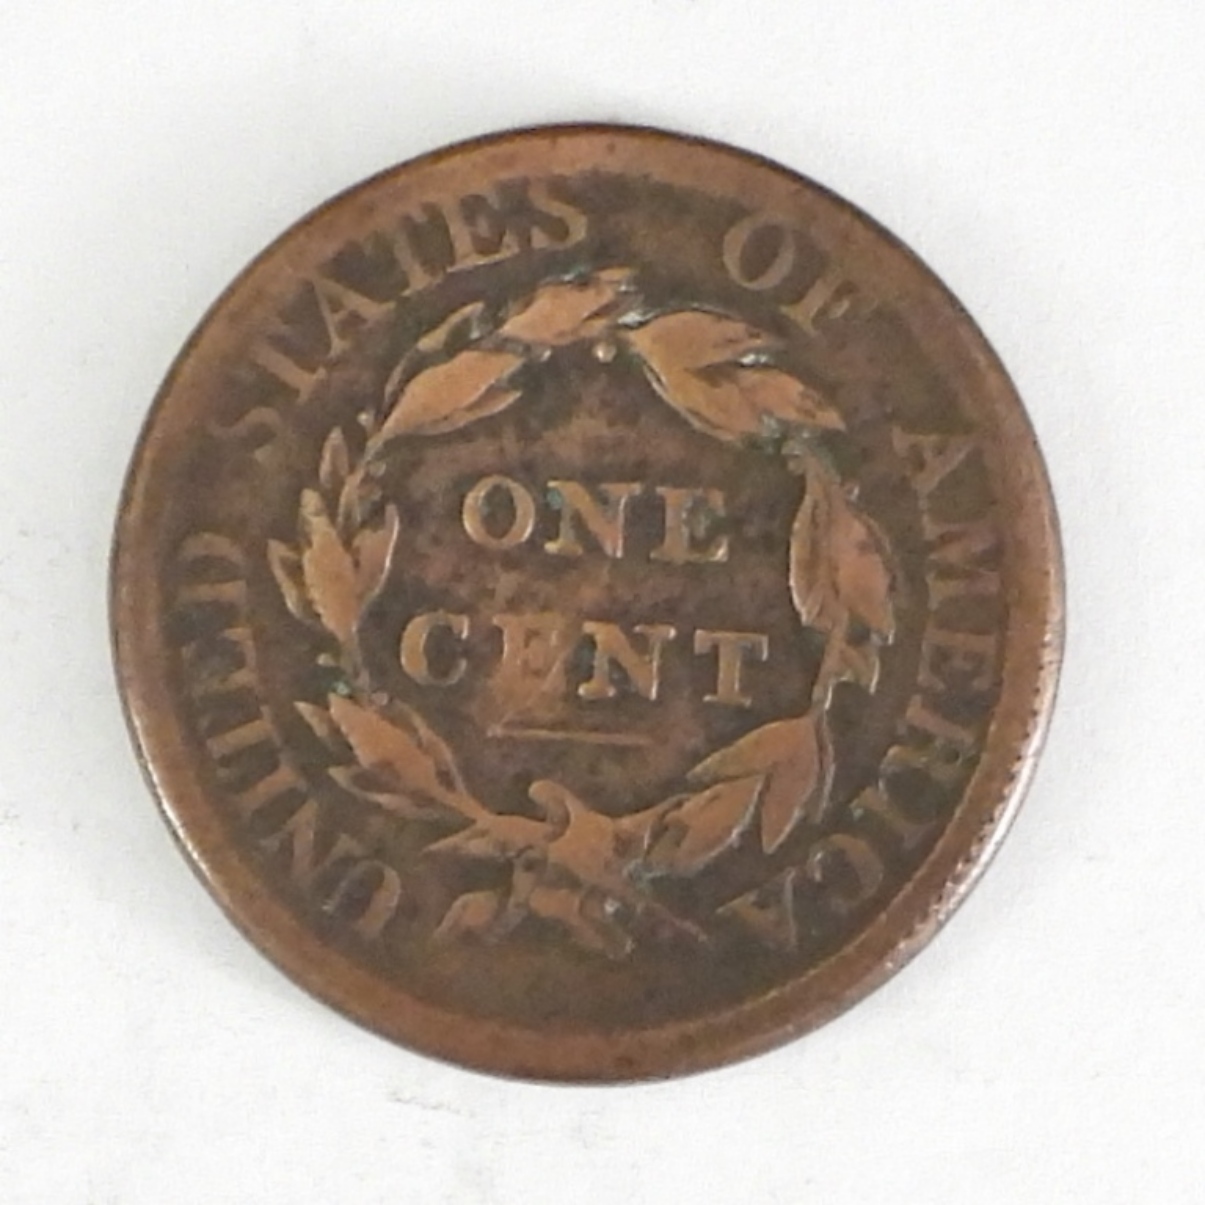 UNITED STATES OF AMERICA
ONE
CENT